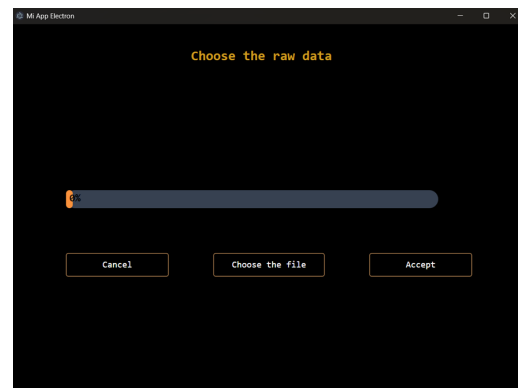 Mi App Electron
Choose the raw data
0%
Cancel Choose the file Accept